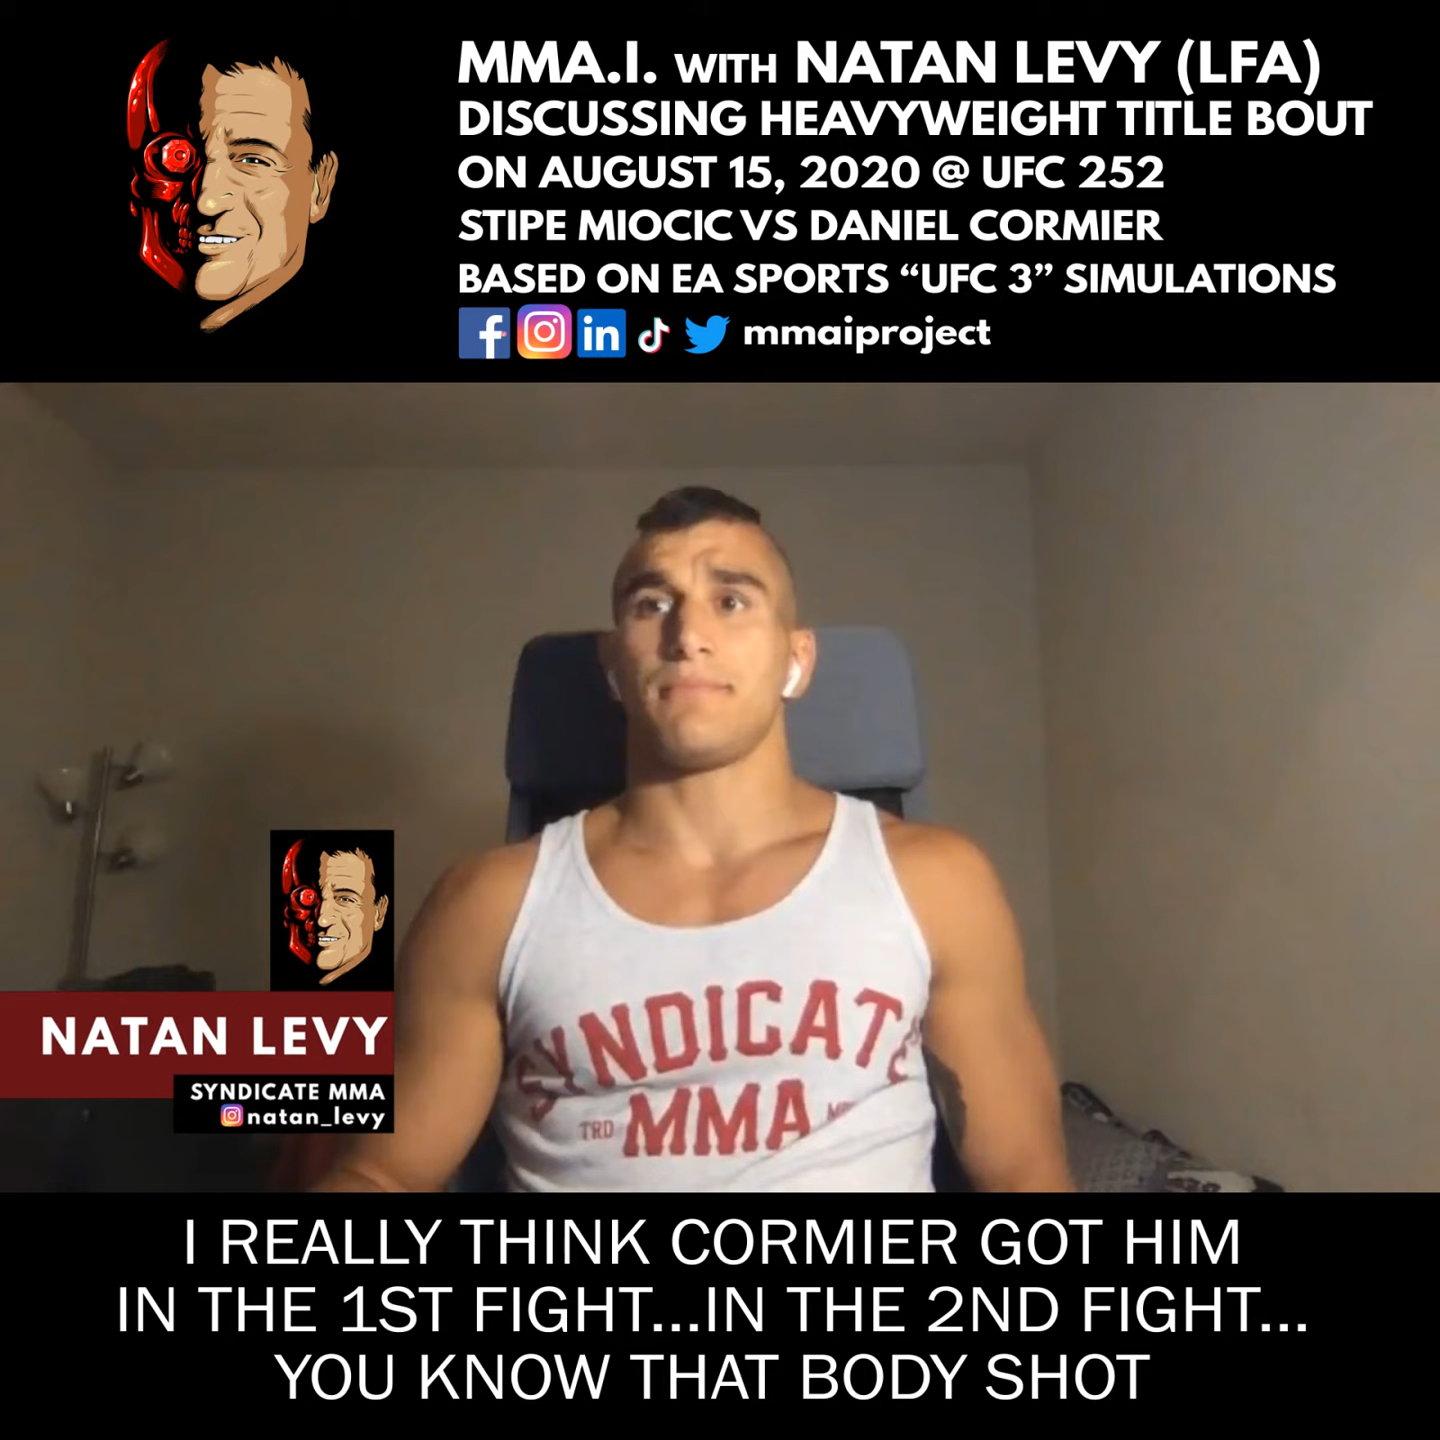 MMA.I. WITH NATAN LEVY (LFA)
DISCUSSING HEAVYWEIGHT TITLE BOUT
ON AUGUST 15, 2020 @ UFC 252
STIPE MIOCIC VS DANIEL CORMIER
BASED ON EA SPORTS “UFC 3” SIMULATIONS
mmaiproject
SYNDICATE
TRD MMA
NATAN LEVY
SYNDICATE MMA
natan_levy
I REALLY THINK CORMIER GOT HIM
IN THE 1ST FIGHT...IN THE 2ND FIGHT...
YOU KNOW THAT BODY SHOT